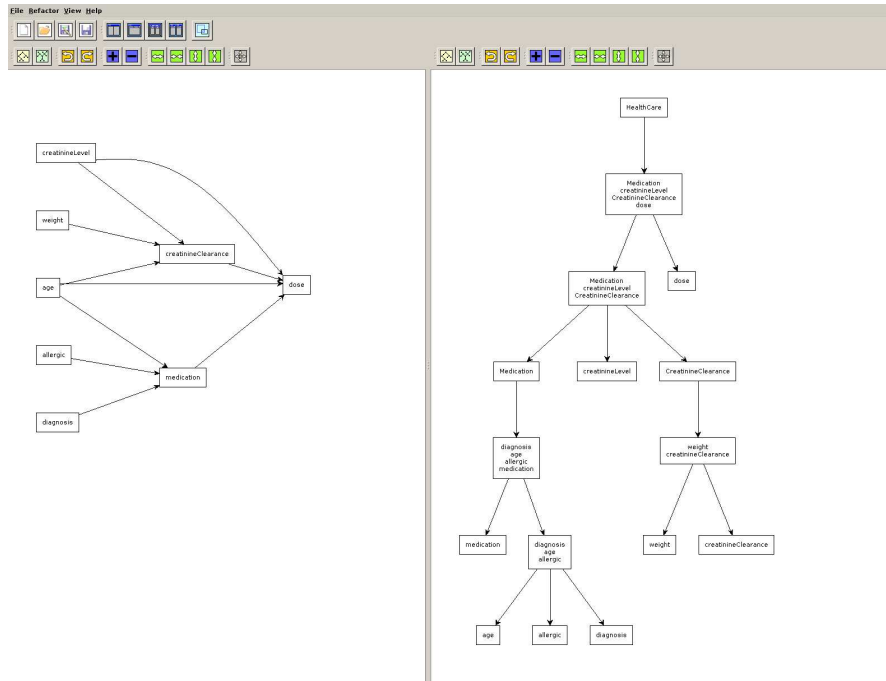 File Refactor View Help
creatinineLevel
weight
creatinineClearance
age
dose
allergic
medication
diagnosis
HealthCare
Medication
creatinineLevel
CreatinineClearance
dose
Medication
creatinineLevel
CreatinineClearance
dose
Medication
creatinineLevel
CreatinineClearance
diagnosis
age
allergic
medication
weight
creatinineClearance
medication
diagnosis
age
allergic
weight
creatinineClearance
age
allergic
diagnosis